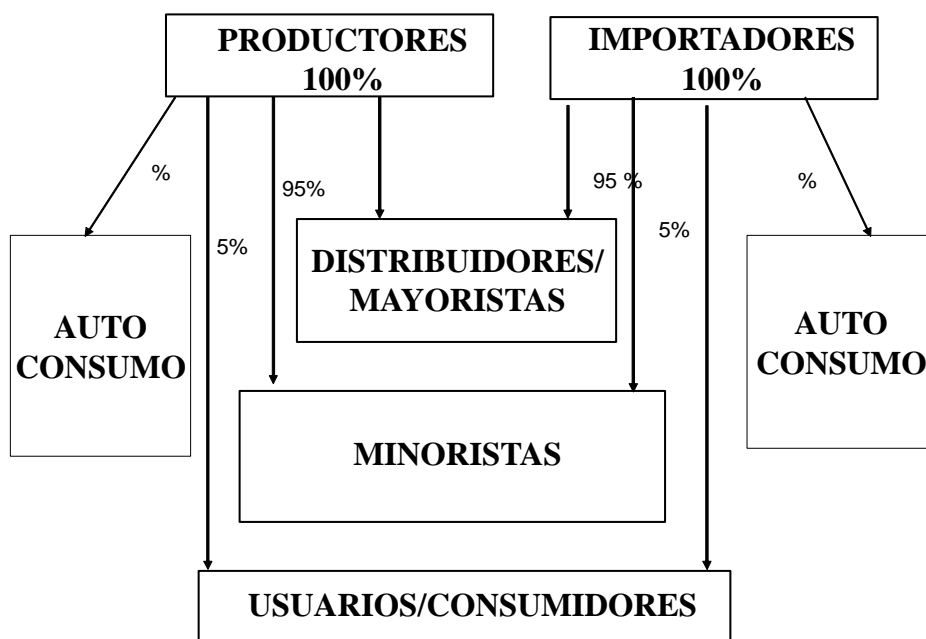 PRODUCTORES
100%
IMPORTADORES
100%
%
95%
5%
95 %
5%
%
DISTRIBUIDORES/
MAYORISTAS
AUTO
CONSUMO
AUTO
CONSUMO
MINORISTAS
USUARIOS/CONSUMIDORES